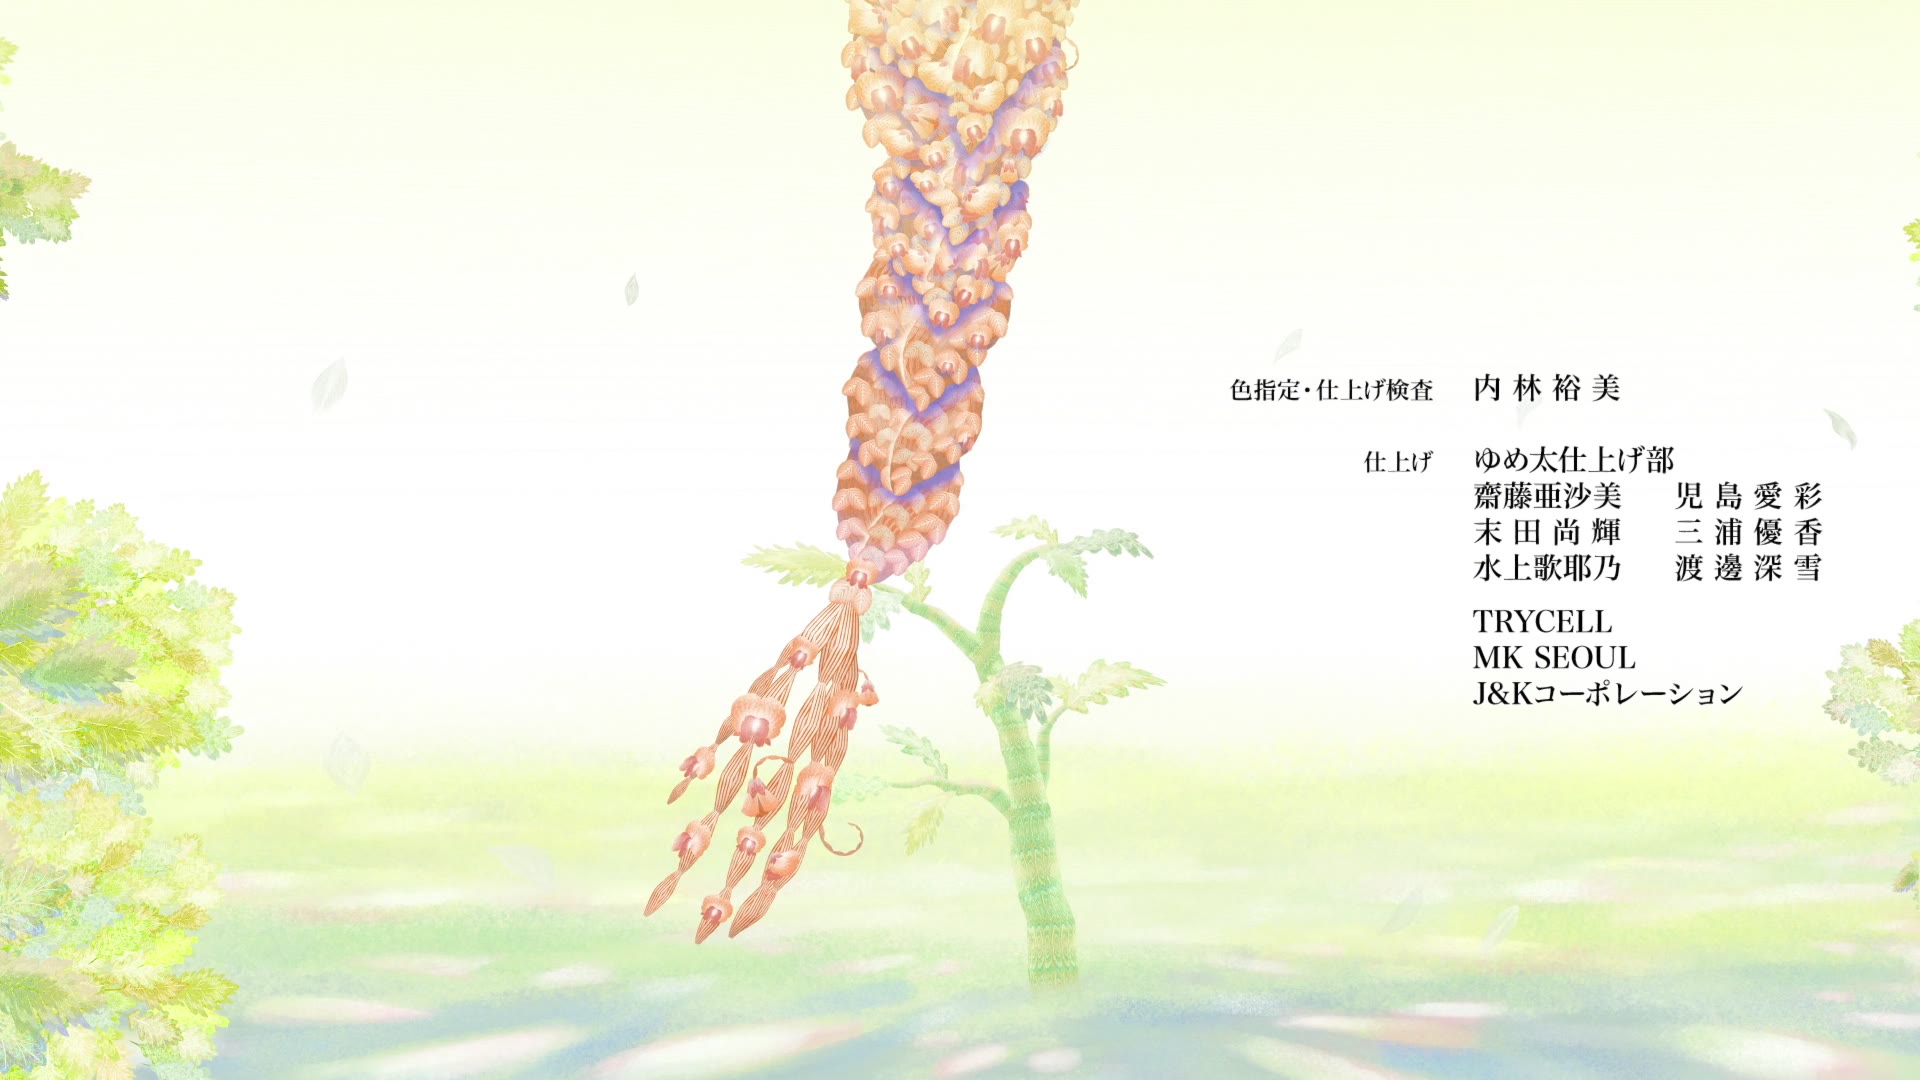 色指定・仕上げ検査 内林裕美
仕上げ ゆめ太仕上げ部
齋藤亜沙美 児島愛彩
末田尚輝 三浦優香
水上歌耶乃 渡邊深雪
TRYCELL
MK SEOUL
J&Kコーポレーション